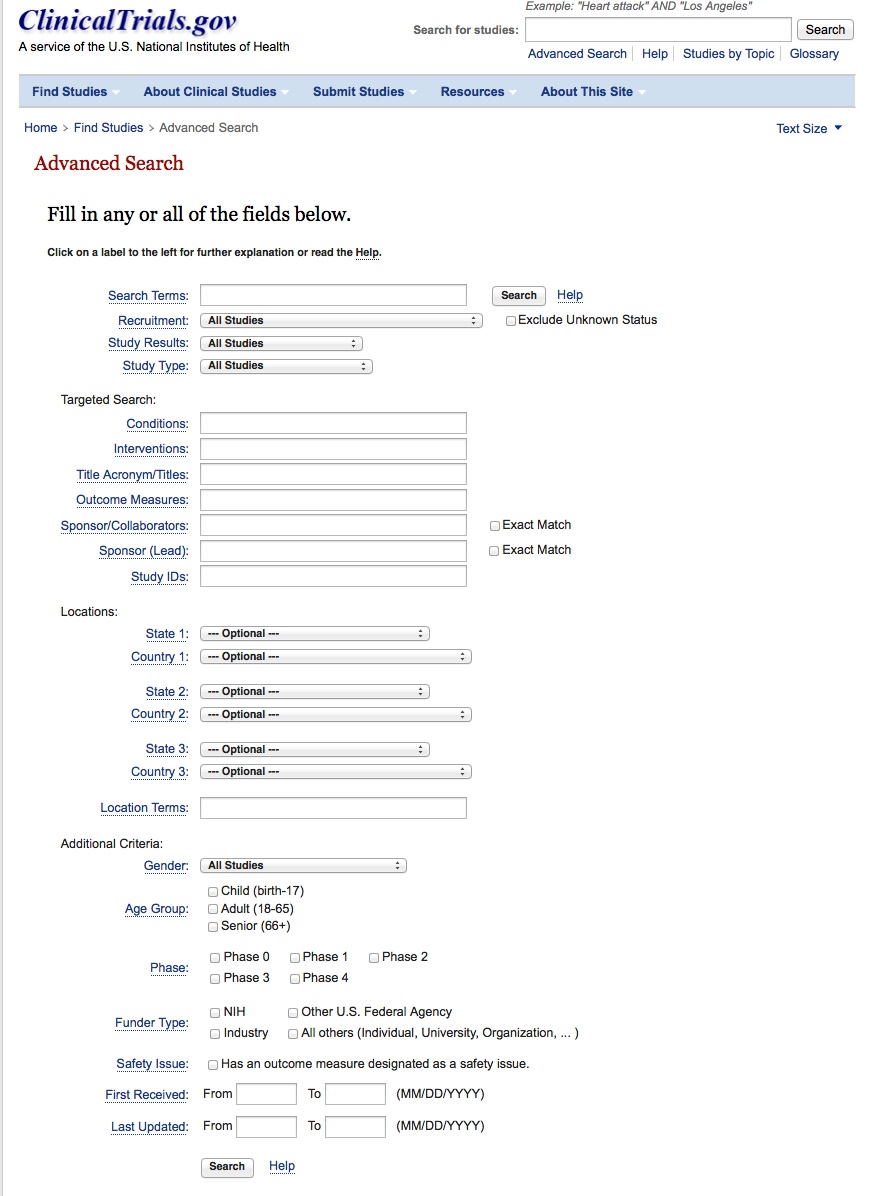 ClinicalTrials.gov
A service of the U.S. National Institutes of Health
Example: "Heart attack" AND "Los Angeles"
Search for studies: Search
Advanced Search Help Studies by Topic Glossary
Find Studies About Clinical Studies Submit Studies Resources About This Site
Home > Find Studies > Advanced Search Text Size
Advanced Search
Fill in any or all of the fields below.
Click on a label to the left for further explanation or read the Help.
Search Terms: Search Help
Recruitment: All Studies Exclude Unknown Status
Study Results: All Studies
Study Type: All Studies
Targeted Search:
Conditions:
Interventions:
Title Acronym/Titles:
Outcome Measures:
Sponsor/Collaborators: Exact Match
Sponsor (Lead): Exact Match
Study IDs:
Locations:
State 1: --- Optional ---
Country 1: --- Optional ---
State 2: --- Optional ---
Country 2: --- Optional ---
State 3: --- Optional ---
Country 3: --- Optional ---
Location Terms:
Additional Criteria:
Gender: All Studies
Child (birth-17)
Age Group: Adult (18-65)
Senior (66+)
Phase 0 Phase 1 Phase 2
Phase:
Phase 3 Phase 4
NIH Other U.S. Federal Agency
Funder Type:
Industry All others (Individual, University, Organization, ... )
Safety Issue: Has an outcome measure designated as a safety issue.
First Received: From To (MM/DD/YYYY)
Last Updated: From To (MM/DD/YYYY)
Search Help